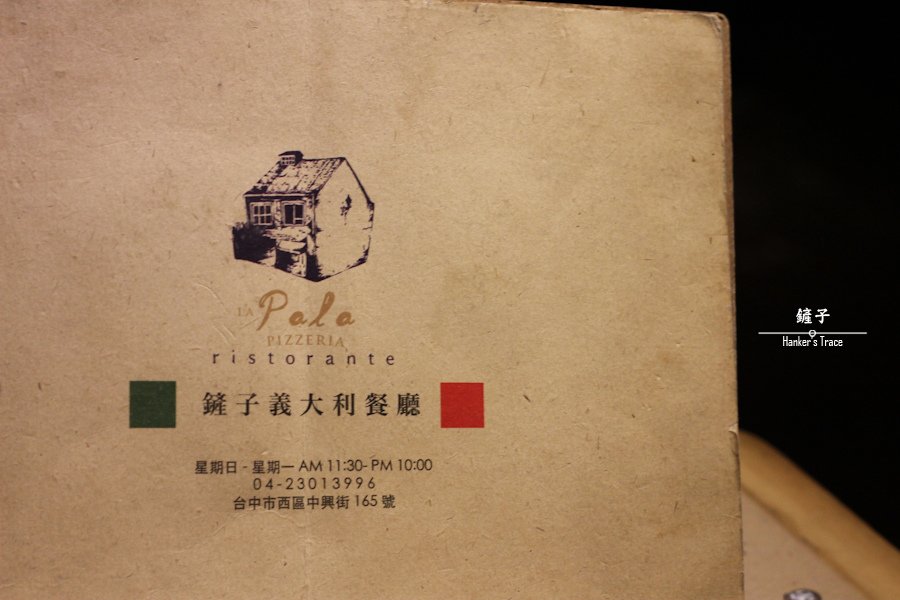 LA Pala
PIZZERIA
ristorante
鏟子義大利餐廳
星期日 - 星期一 AM 11:30- PM 10:00
04-23013996
台中市西區中興街 165 號
鏟子
Hanker's Trace